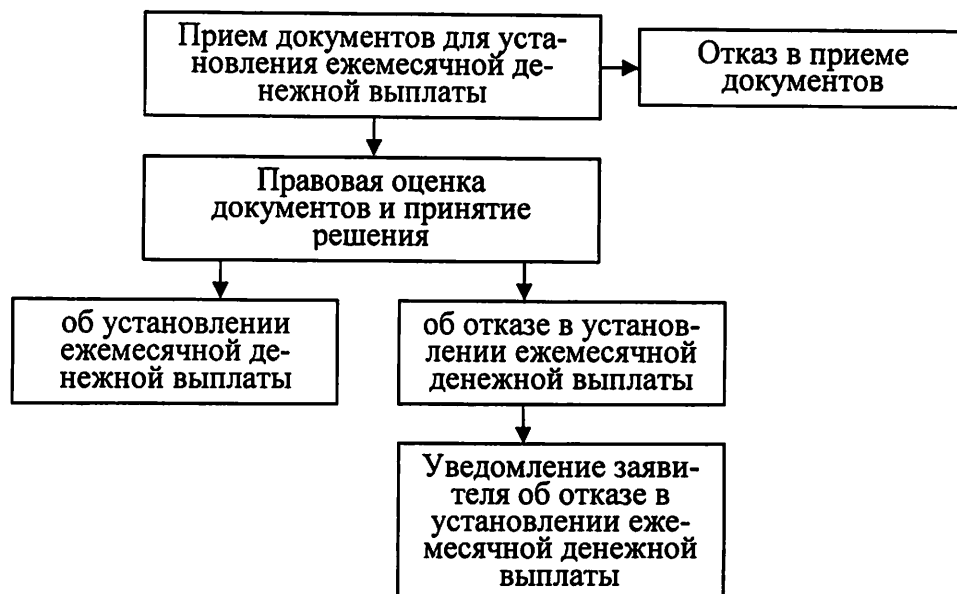 Прием документов для уста-
новления ежемесячной де-
нежной выплаты
Отказ в приеме
документов
Правовая оценка
документов и принятие
решения
об установлении
ежемесячной де-
нежной выплаты
об отказе в установ-
лении ежемесячной
денежной выплаты
Уведомление заяви-
теля об отказе в
установлении еже-
месячной денежной
выплаты